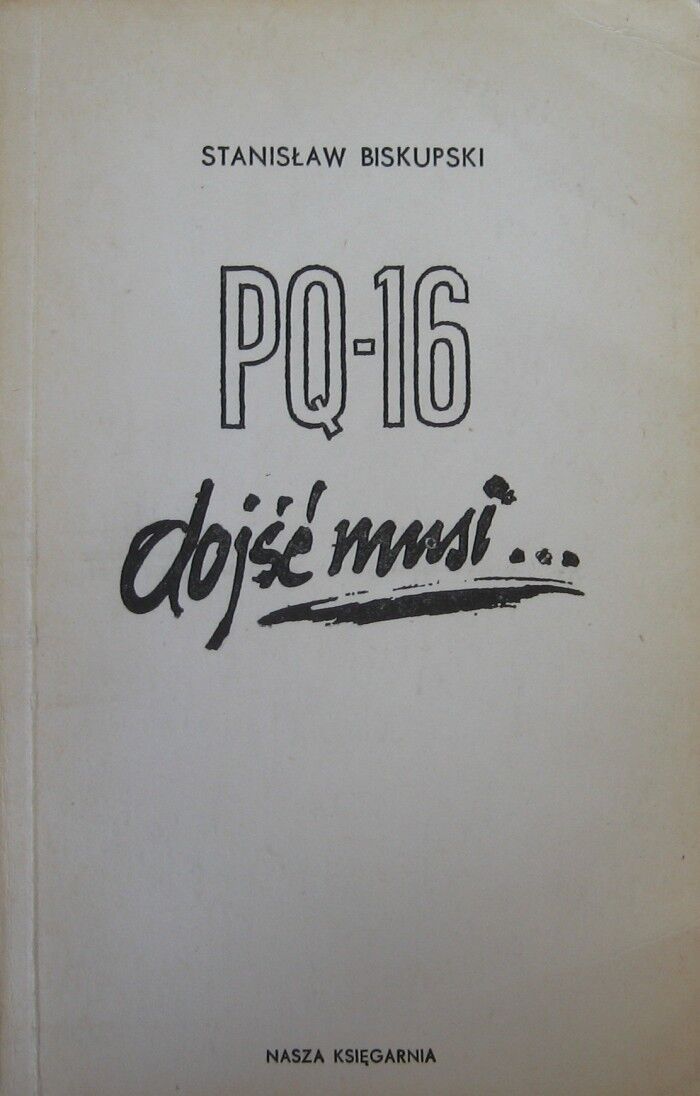 STANISŁAW BISKUPSKI
PQ-16
dojść musi...
NASZA KSIĘGARNIA